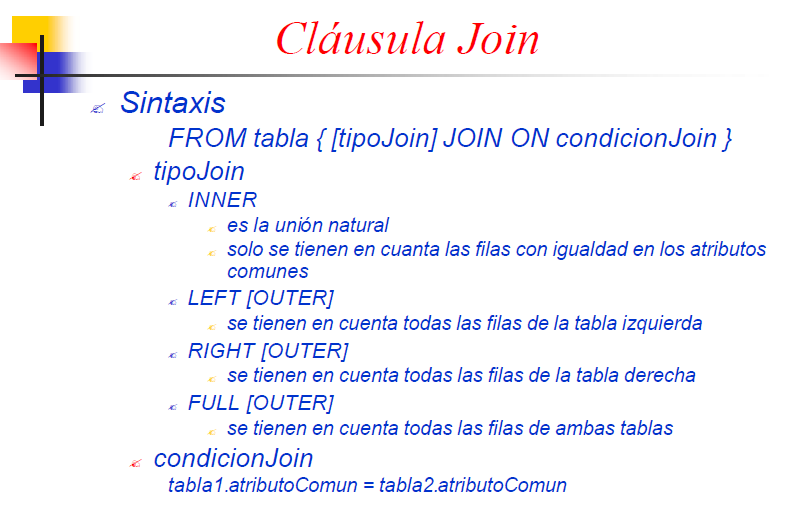 Cláusula Join
Sintaxis
FROM tabla { [tipoJoin] JOIN ON condicionJoin }
tipoJoin
INNER
es la unión natural
solo se tienen en cuanta las filas con igualdad en los atributos
comunes
LEFT [OUTER]
se tienen en cuenta todas las filas de la tabla izquierda
RIGHT [OUTER]
se tienen en cuenta todas las filas de la tabla derecha
FULL [OUTER]
se tienen en cuenta todas las filas de ambas tablas
condicionJoin
tabla1.atributoComun = tabla2.atributoComun